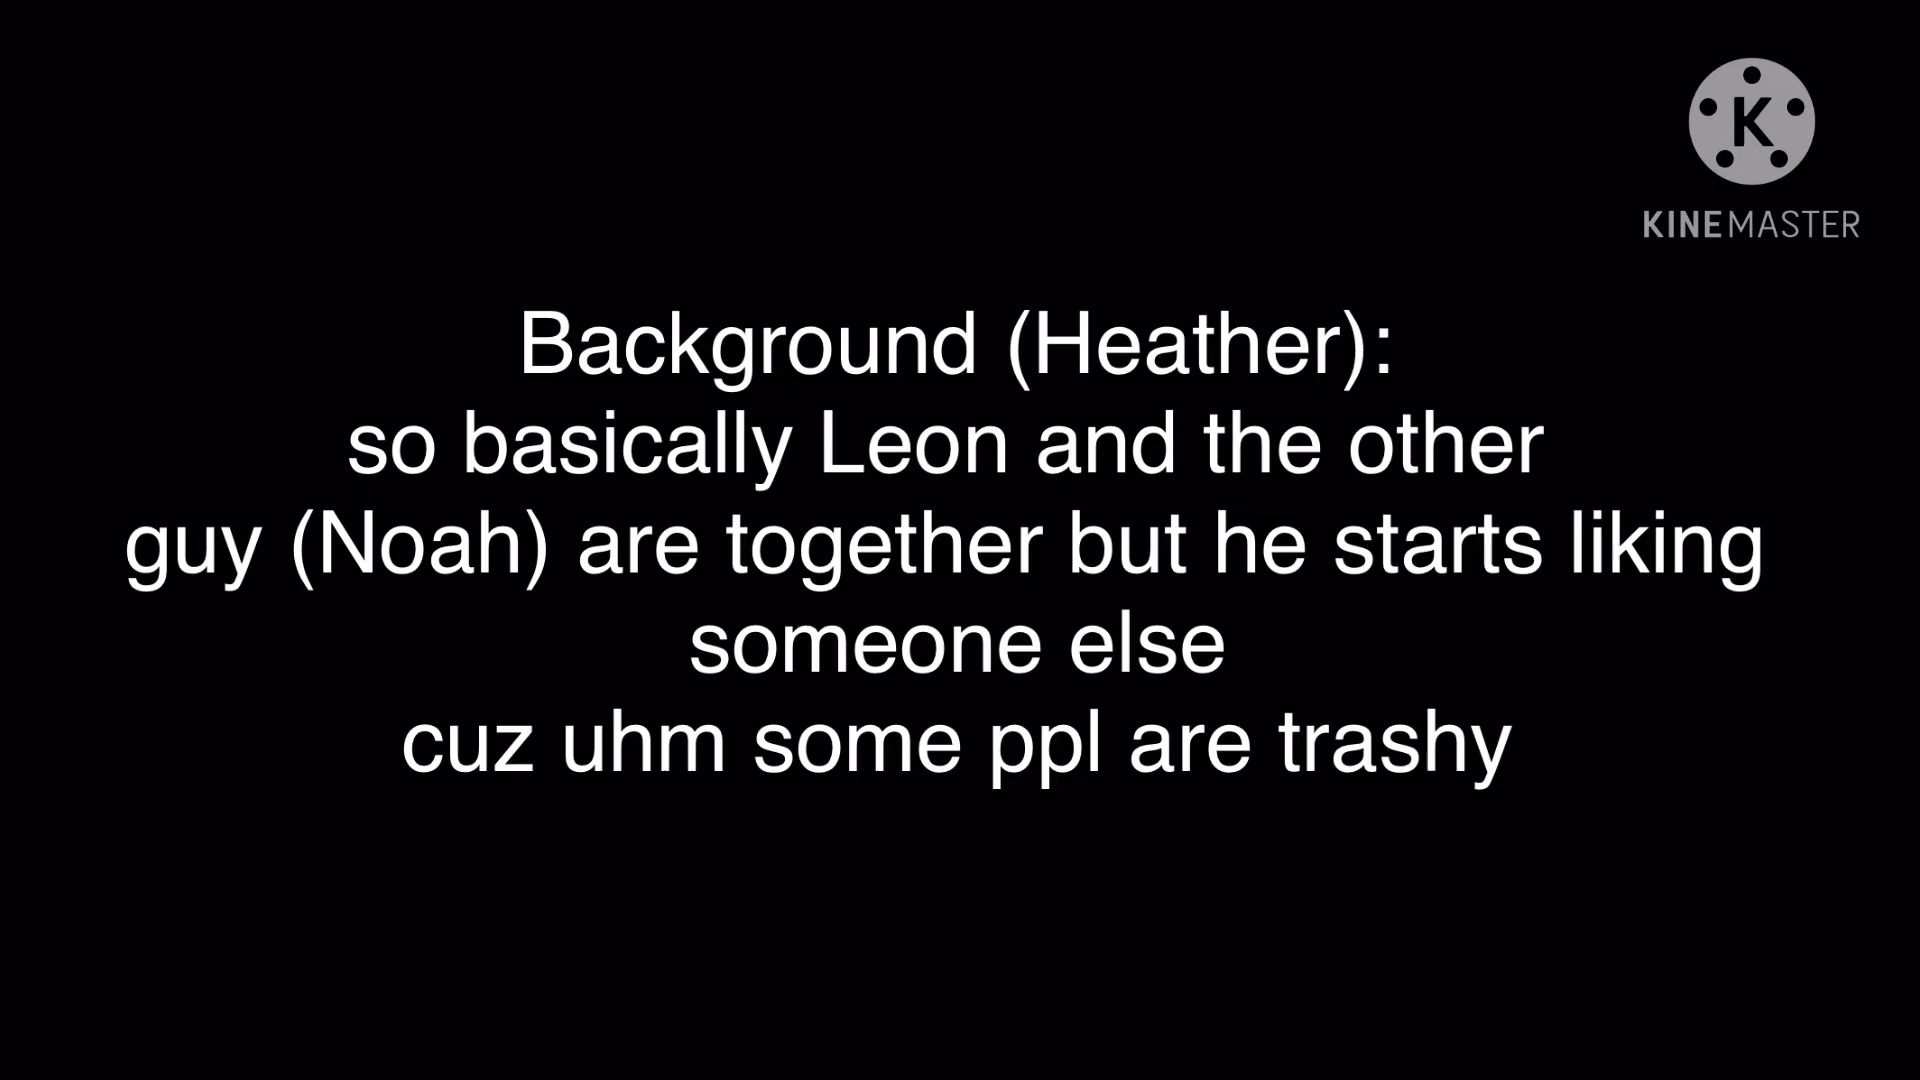 K
KINEMASTER
Background (Heather):
so basically Leon and the other
guy (Noah) are together but he starts liking
someone else
cuz uhm some ppl are trashy